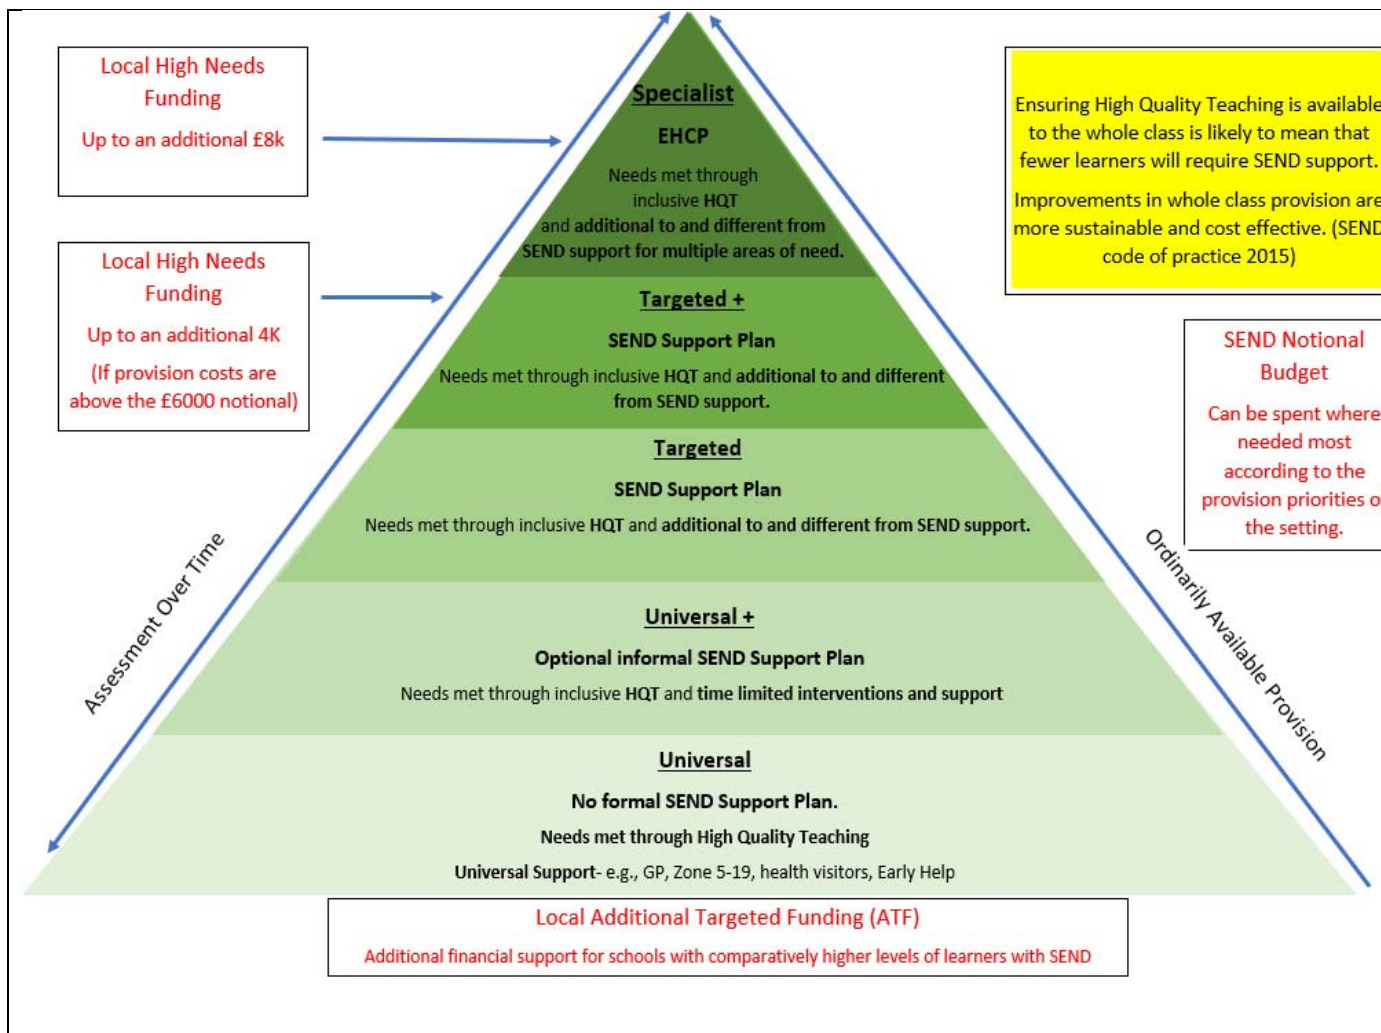 Local High Needs
Funding
Up to an additional £8k
Local High Needs
Funding
Up to an additional 4K
(If provision costs are
above the £6000 notional)
Assessment Over Time
Specialist
EHCP
Needs met through
inclusive HQT
and additional to and different from
SEND support for multiple areas of need.
Targeted +
SEND Support Plan
Needs met through inclusive HQT and additional to and different
from SEND support.
Targeted
SEND Support Plan
Needs met through inclusive HQT and additional to and different from SEND support.
Universal +
Optional informal SEND Support Plan
Needs met through inclusive HQT and time limited interventions and support
Universal
No formal SEND Support Plan.
Needs met through High Quality Teaching
Universal Support- e.g., GP, Zone 5-19, health visitors, Early Help
Ordinarily Available Provision
Ensuring High Quality Teaching is available
to the whole class is likely to mean that
fewer learners will require SEND support.
Improvements in whole class provision are
more sustainable and cost effective. (SEND
code of practice 2015)
SEND Notional
Budget
Can be spent where
needed most
according to the
provision priorities of
the setting.
Local Additional Targeted Funding (ATF)
Additional financial support for schools with comparatively higher levels of learners with SEND